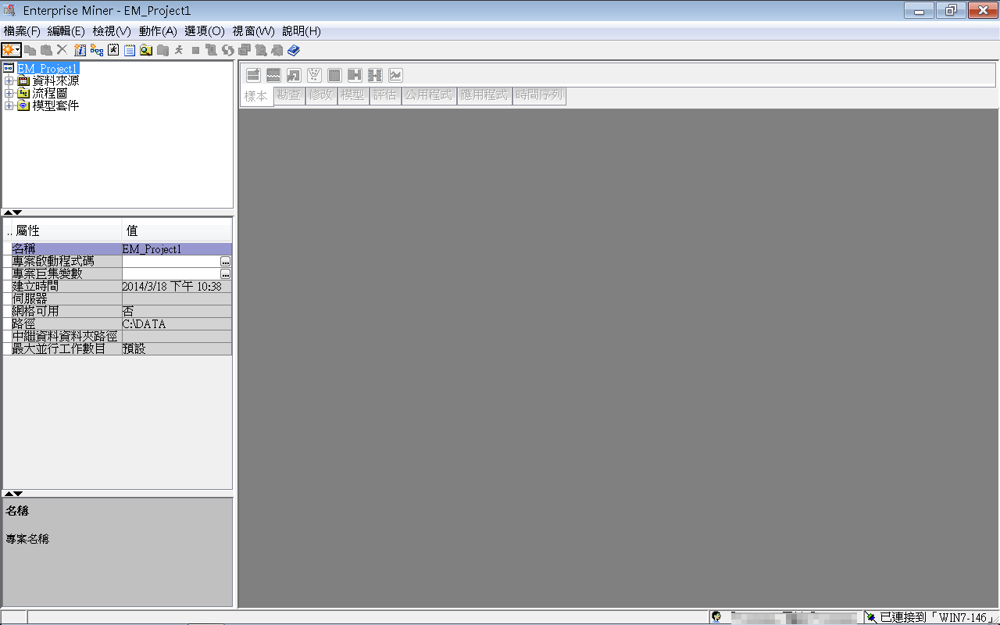 Enterprise Miner - EM_Project1
檔案(F) 編輯(E) 檢視(V) 動作(A) 選項(O) 視窗(W) 說明(H)
EM_Project1
資料來源
流程圖
模型套件
樣本 勘查 修改 模型 評估 公用程式 應用程式 時間序列
.. 屬性 值
名稱 EM_Project1
專案啟動程式碼 ...
專案巨集變數 ...
建立時間 2014/3/18 下午 10:38
伺服器
網格可用 否
路徑 C:\DATA
中繼資料資料夾路徑
最大並行工作數目 預設
名稱
專案名稱
已連接到「WIN7-146」